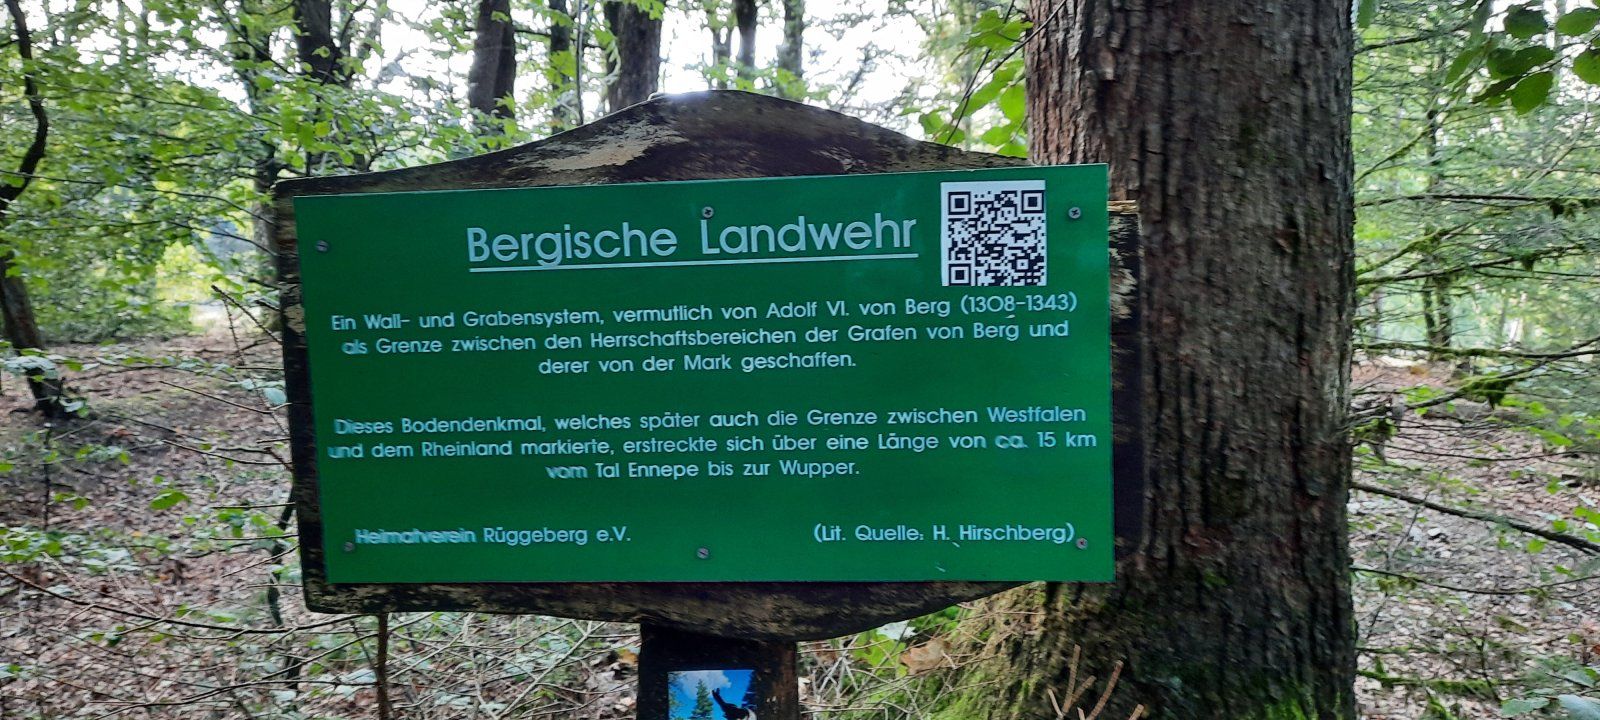 Bergische Landwehr
Ein Wall- und Grabensystem, vermutlich von Adolf VI. von Berg (1308-1343)
als Grenze zwischen den Herrschaftsbereichen der Grafen von Berg und
derer von der Mark geschaffen.
Dieses Bodendenkmal, welches später auch die Grenze zwischen Westfalen
und dem Rheinland markierte, erstreckte sich über eine Länge von ca. 15 km
vom Tal Ennepe bis zur Wupper.
Heimatverein Rüggeberg e.V.
(Lit. Quelle: H. Hirschberg)